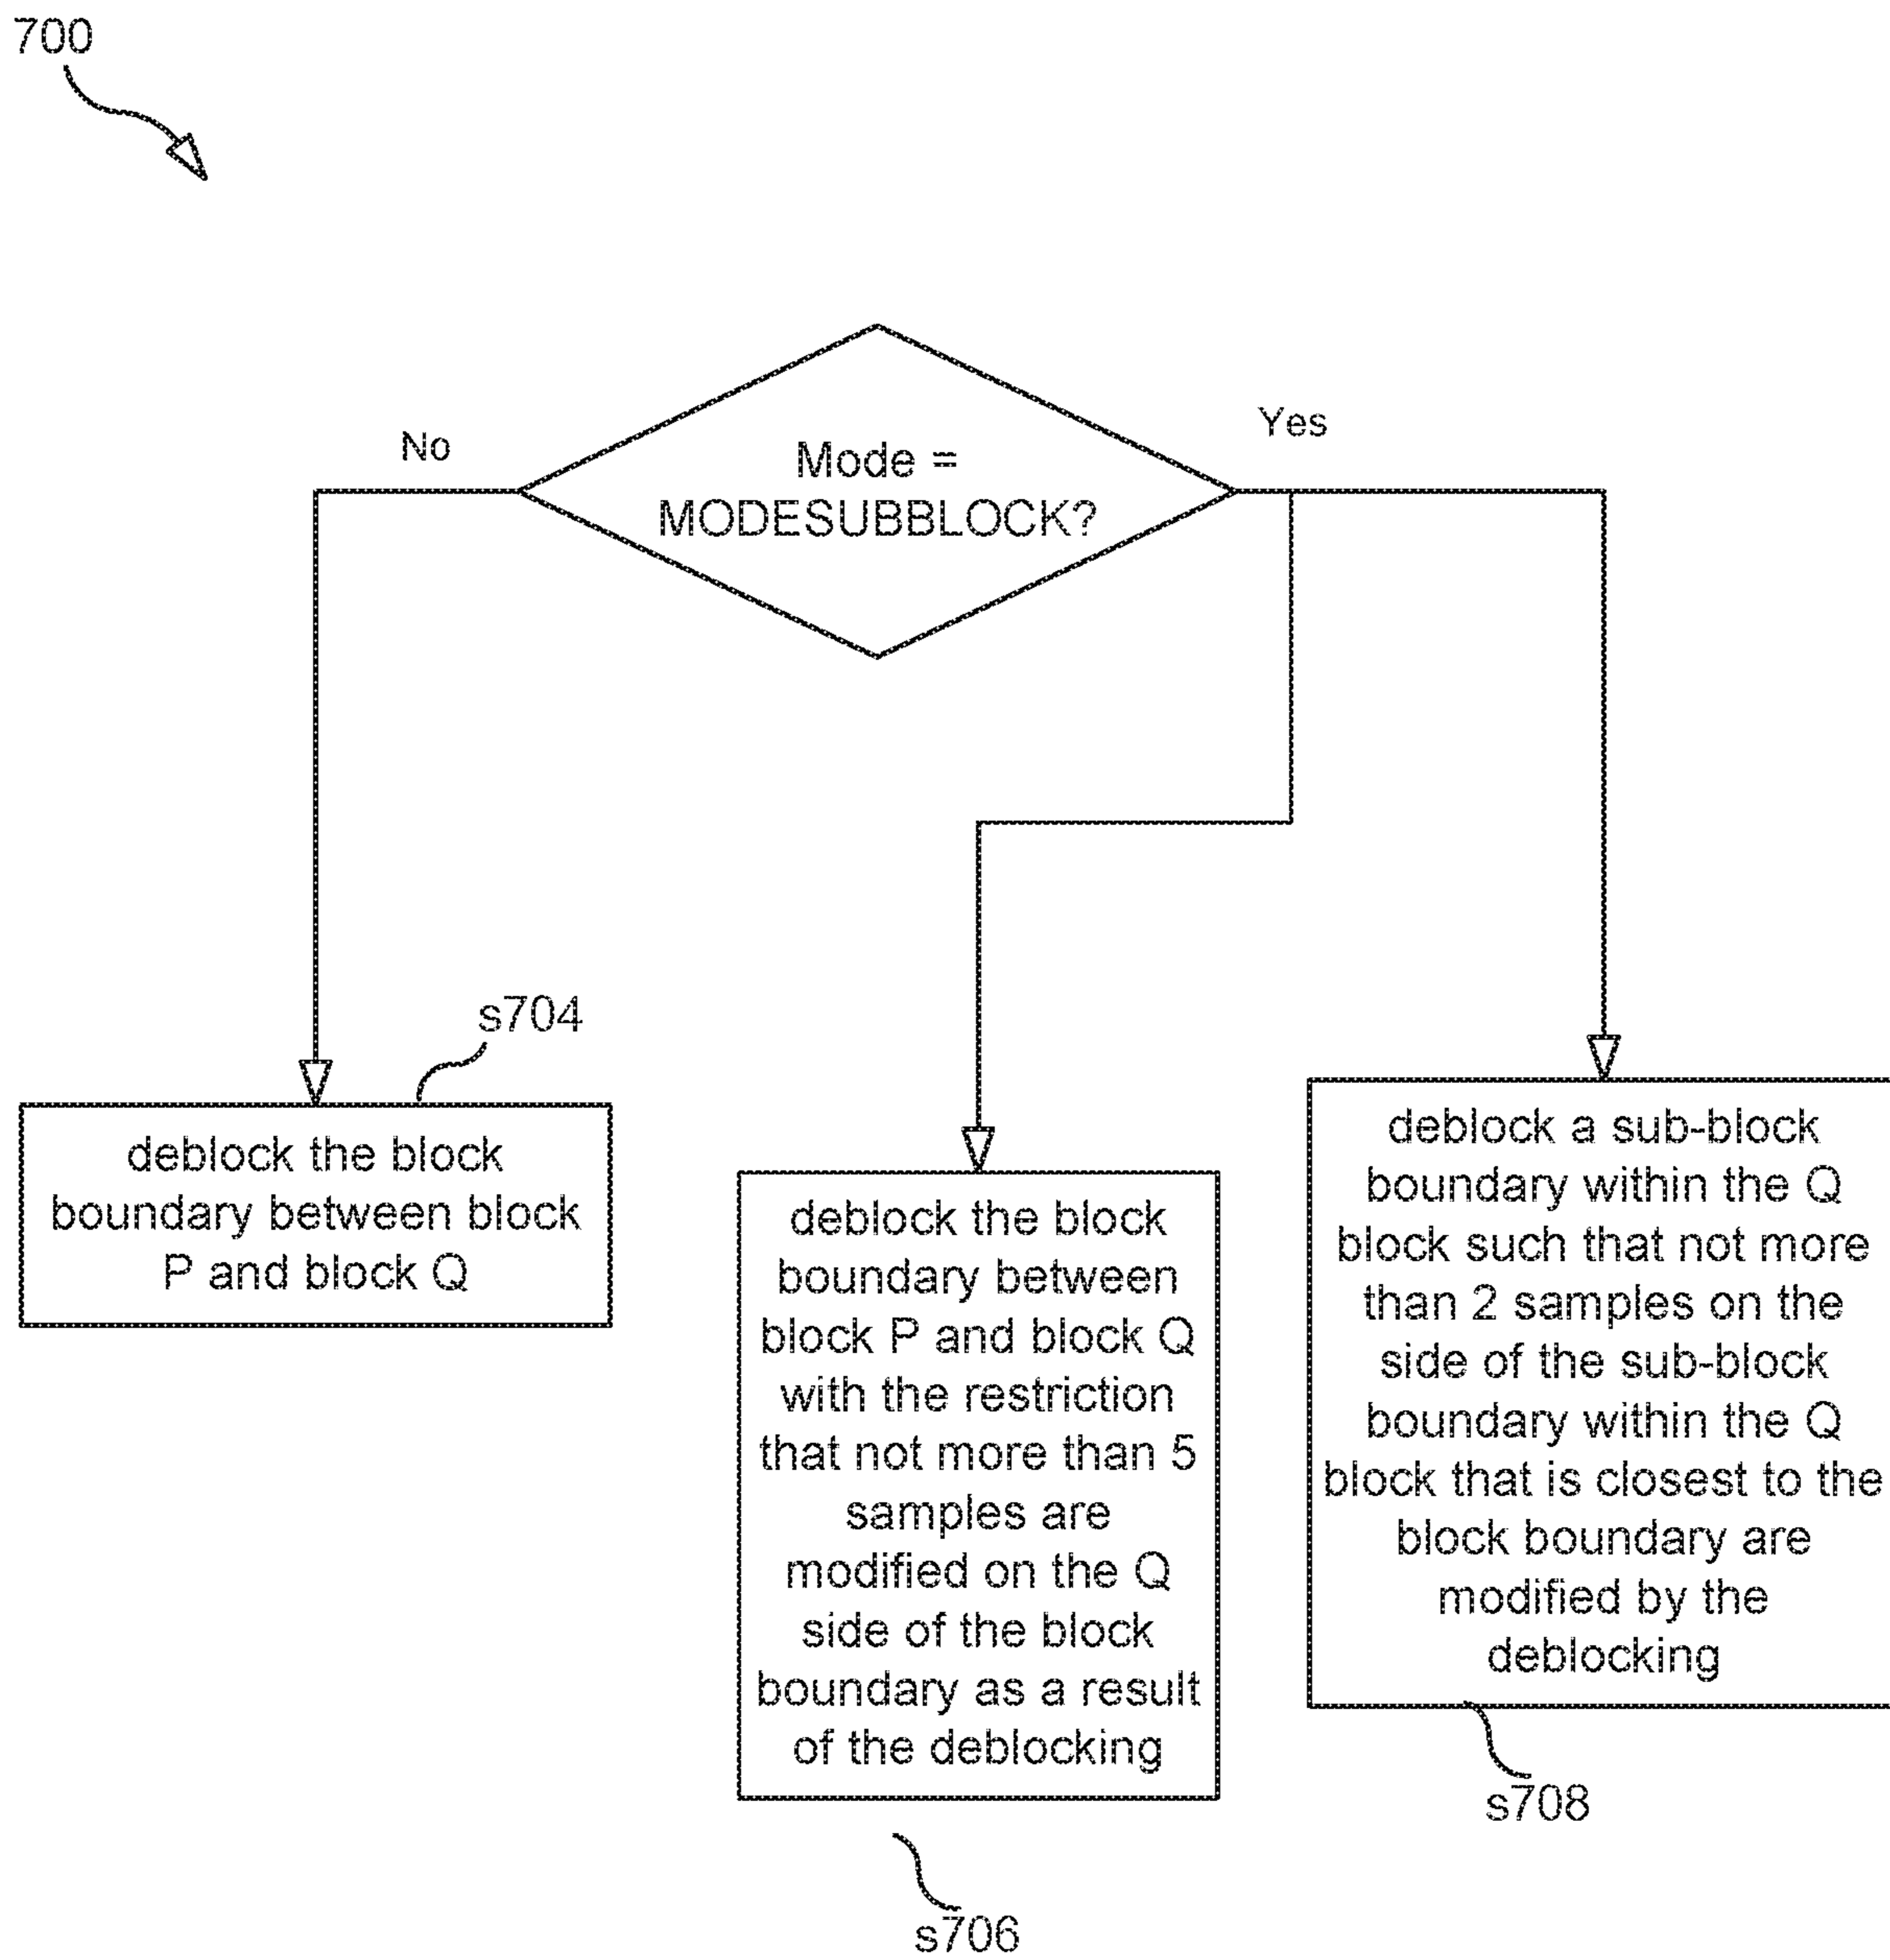 700
No
Yes
Mode =
MODESUBBLOCK?
s704
deblock the block
boundary between block
P and block Q
deblock the block
boundary between
block P and block Q
with the restriction
that not more than 5
samples are
modified on the Q
side of the block
boundary as a result
of the deblocking
s706
deblock a sub-block
boundary within the Q
block such that not more
than 2 samples on the
side of the sub-block
boundary within the Q
block that is closest to the
block boundary are
modified by the
deblocking
s708